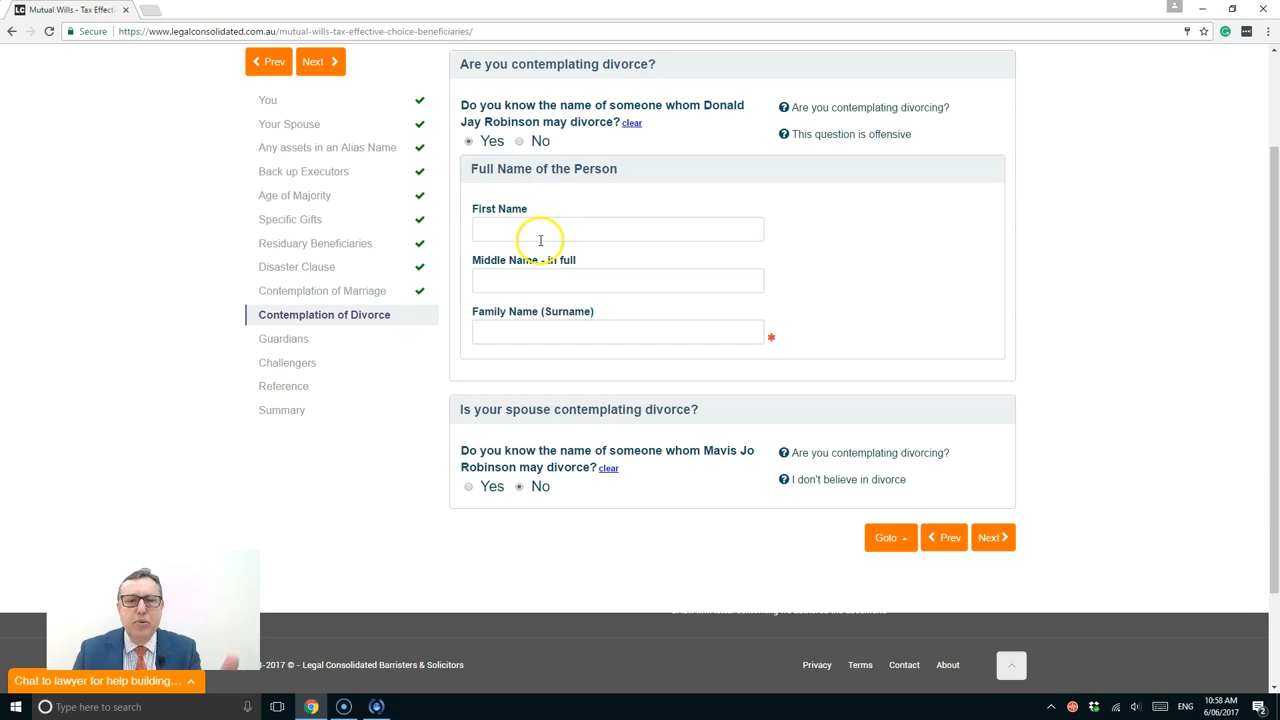 Mutual Wills - Tax Effecti
Secure
https://www.legalconsolidated.com.au/mutual-wills-tax-effective-choice-beneficiaries/
Prev
Next
You
Your Spouse
Any assets in an Alias Name
Back up Executors
Age of Majority
Specific Gifts
Residuary Beneficiaries
Disaster Clause
Contemplation of Marriage
Contemplation of Divorce
Guardians
Challengers
Reference
Summary
Are you contemplating divorce?
Do you know the name of someone whom Donald
Jay Robinson may divorce? clear
Yes No
Are you contemplating divorcing?
This question is offensive
Full Name of the Person
First Name
Middle Name - in full
Family Name (Surname)
*
Is your spouse contemplating divorce?
Do you know the name of someone whom Mavis Jo
Robinson may divorce? clear
Yes No
Are you contemplating divorcing?
I don't believe in divorce
Goto
Prev
Next
-2017 © - Legal Consolidated Barristers & Solicitors
Privacy
Terms
Contact
About
Chat to lawyer for help building...
Type here to search
ENG
10:58 AM
6/06/2017